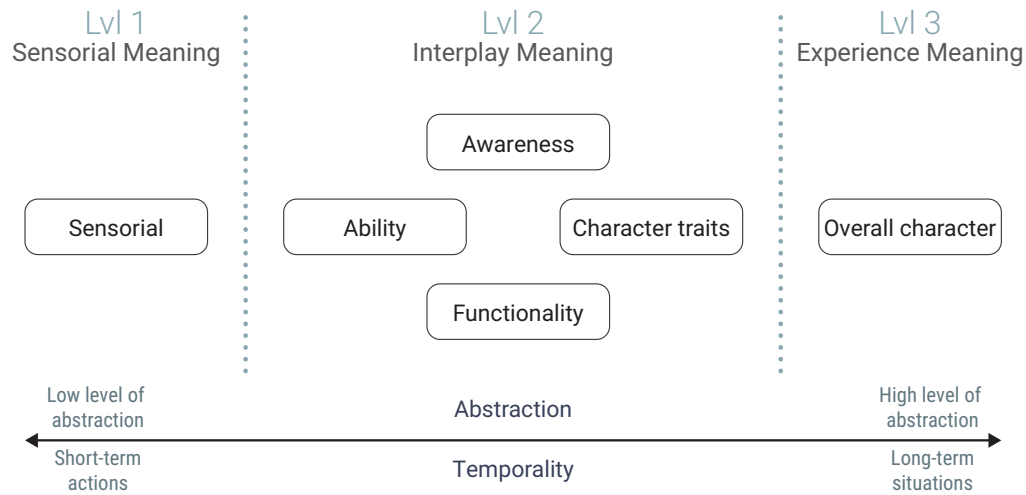 Lvl 1
Sensorial Meaning
Lvl 2
Interplay Meaning
Lvl 3
Experience Meaning
Awareness
Sensorial
Ability
Character traits
Overall character
Functionality
Low level of
abstraction
Abstraction
High level of
abstraction
Short-term
actions
Temporality
Long-term
situations